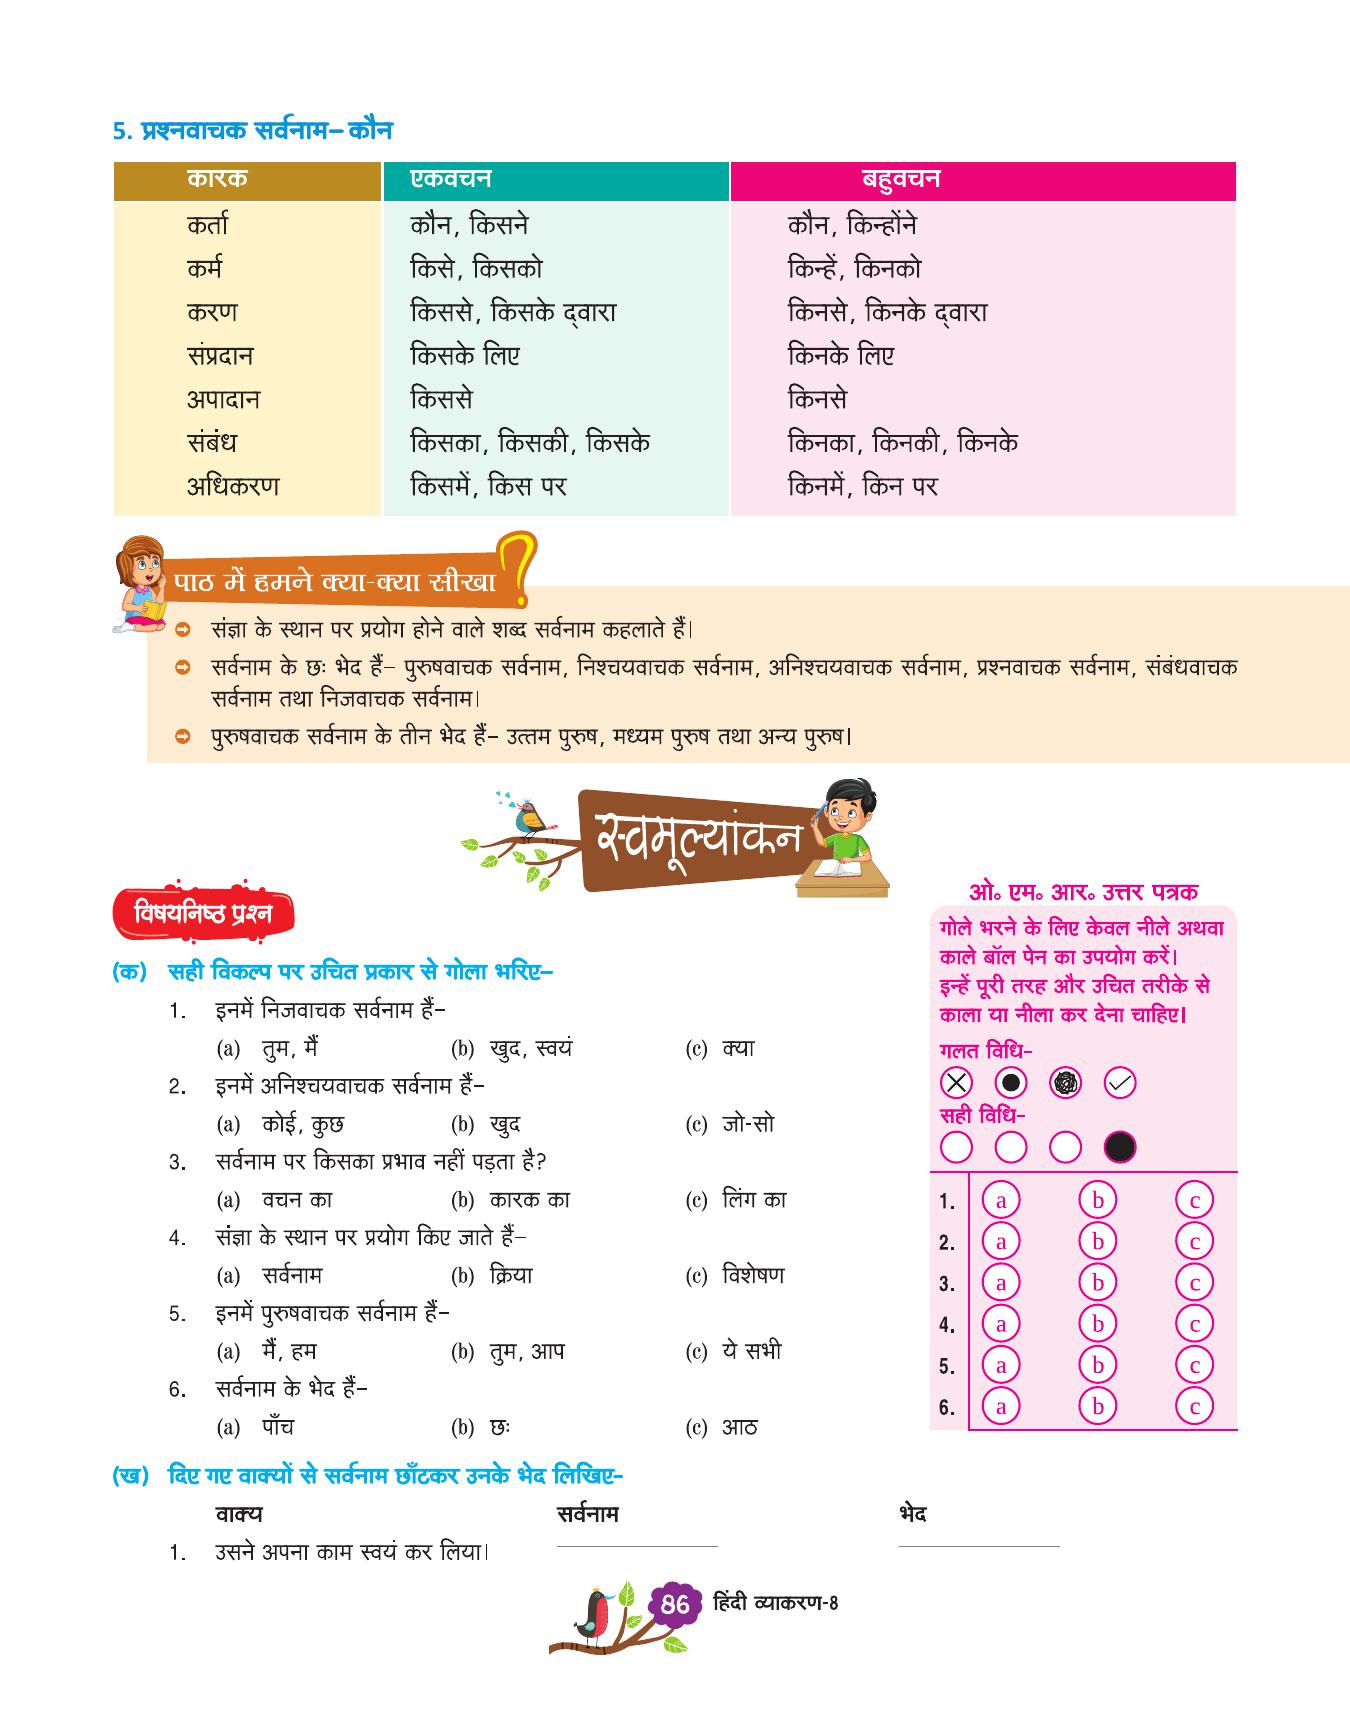 5. प्रश्नवाचक सर्वनाम– कौन
कारक एकवचन बहुवचन
कर्ता कौन, किसने कौन, किन्होंने
कर्म किसे, किसको किन्हें, किनको
करण किससे, किसके द्वारा किनसे, किनके द्वारा
संप्रदान किसके लिए किनके लिए
अपादान किससे किनसे
संबंध किसका, किसकी, किसके किनका, किनकी, किनके
अधिकरण किसमें, किस पर किनमें, किन पर
पाठ में हमने क्या-क्या सीखा ?
संज्ञा के स्थान पर प्रयोग होने वाले शब्द सर्वनाम कहलाते हैं।
सर्वनाम के छः भेद हैं– पुरुषवाचक सर्वनाम, निश्चयवाचक सर्वनाम, अनिश्चयवाचक सर्वनाम, प्रश्नवाचक सर्वनाम, संबंधवाचक
सर्वनाम तथा निजवाचक सर्वनाम।
पुरुषवाचक सर्वनाम के तीन भेद हैं– उत्तम पुरुष, मध्यम पुरुष तथा अन्य पुरुष।
स्वमूल्यांकन
विषयनिष्ठ प्रश्न
(क) सही विकल्प पर उचित प्रकार से गोला भरिए–
1. इनमें निजवाचक सर्वनाम हैं–
(a) तुम, मैं (b) खुद, स्वयं (c) क्या
2. इनमें अनिश्चयवाचक सर्वनाम हैं–
(a) कोई, कुछ (b) खुद (c) जो-सो
3. सर्वनाम पर किसका प्रभाव नहीं पड़ता है?
(a) वचन का (b) कारक का (c) लिंग का
4. संज्ञा के स्थान पर प्रयोग किए जाते हैं–
(a) सर्वनाम (b) क्रिया (c) विशेषण
5. इनमें पुरुषवाचक सर्वनाम हैं–
(a) मैं, हम (b) तुम, आप (c) ये सभी
6. सर्वनाम के भेद हैं–
(a) पाँच (b) छः (c) आठ
ओ॰ एम॰ आर॰ उत्तर पत्रक
गोले भरने के लिए केवल नीले अथवा
काले बॉल पेन का उपयोग करें।
इन्हें पूरी तरह और उचित तरीके से
काला या नीला कर देना चाहिए।
गलत विधि–
सही विधि–
1. a b c
2. a b c
3. a b c
4. a b c
5. a b c
6. a b c
(ख) दिए गए वाक्यों से सर्वनाम छाँटकर उनके भेद लिखिए–
वाक्य सर्वनाम भेद
1. उसने अपना काम स्वयं कर लिया।
86 हिंदी व्याकरण-8